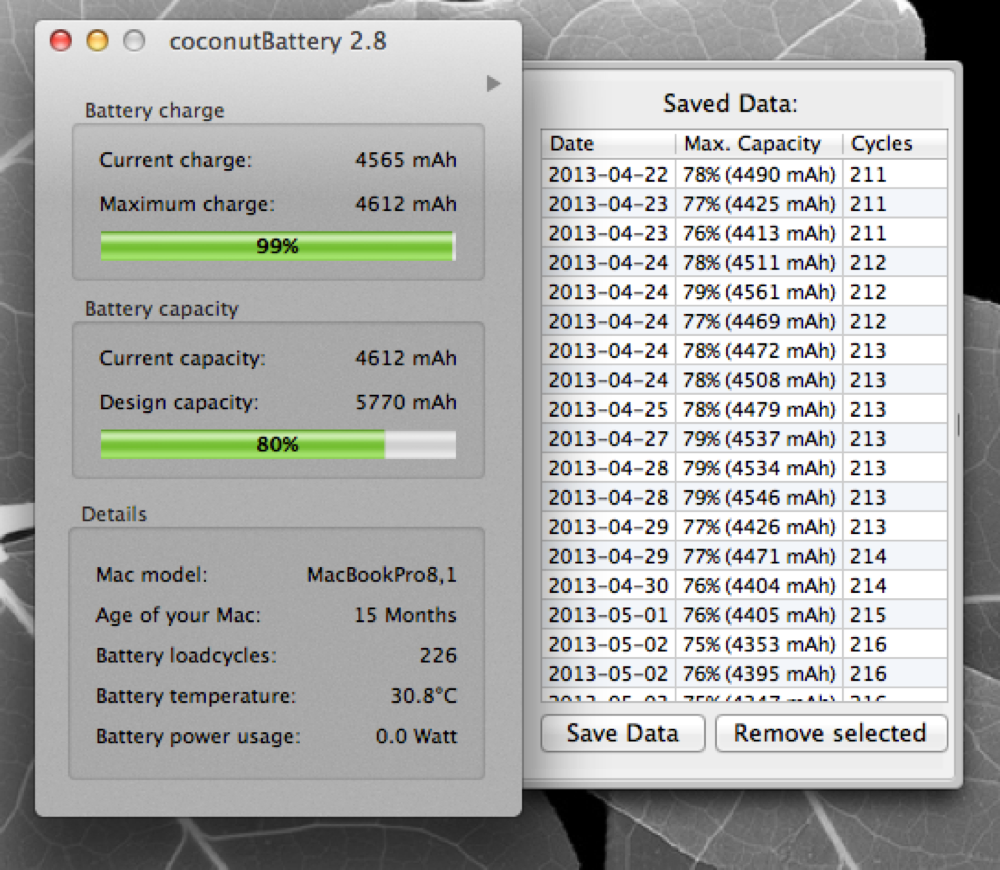 coconutBattery 2.8
Battery charge
Current charge: 4565 mAh
Maximum charge: 4612 mAh
99%
Battery capacity
Current capacity: 4612 mAh
Design capacity: 5770 mAh
80%
Details
Mac model: MacBookPro8,1
Age of your Mac: 15 Months
Battery loadcycles: 226
Battery temperature: 30.8°C
Battery power usage: 0.0 Watt
Saved Data:
Date Max. Capacity Cycles
2013-04-22 78% (4490 mAh) 211
2013-04-23 77% (4425 mAh) 211
2013-04-23 76% (4413 mAh) 211
2013-04-24 78% (4511 mAh) 212
2013-04-24 79% (4561 mAh) 212
2013-04-24 77% (4469 mAh) 212
2013-04-24 78% (4472 mAh) 213
2013-04-24 78% (4508 mAh) 213
2013-04-25 78% (4479 mAh) 213
2013-04-27 79% (4537 mAh) 213
2013-04-28 79% (4534 mAh) 213
2013-04-28 79% (4546 mAh) 213
2013-04-29 77% (4426 mAh) 213
2013-04-29 77% (4471 mAh) 214
2013-04-30 76% (4404 mAh) 214
2013-05-01 76% (4405 mAh) 215
2013-05-02 75% (4353 mAh) 216
2013-05-02 76% (4395 mAh) 216
Save Data Remove selected